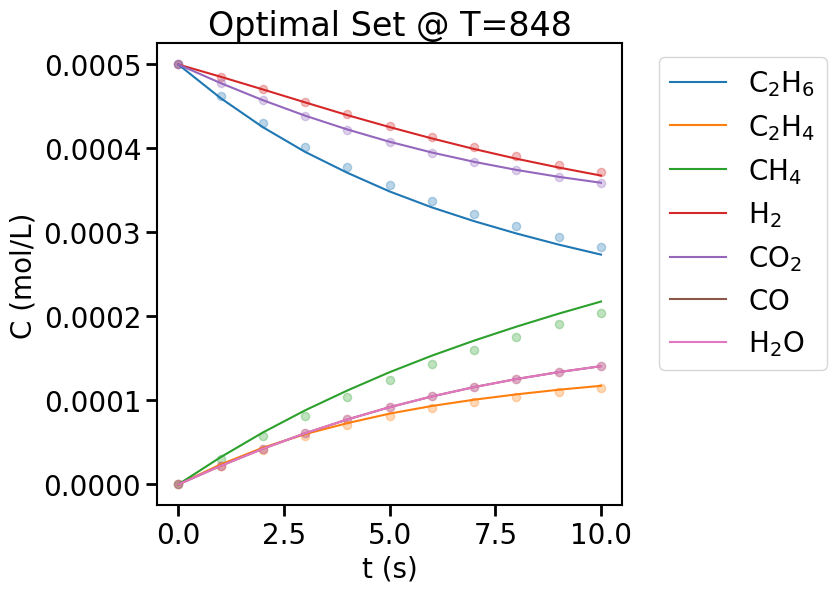 Optimal Set @ T=848
C (mol/L)
0.0005
0.0004
0.0003
0.0002
0.0001
0.0000
0.0 2.5 5.0 7.5 10.0
t (s)
C₂H₆
C₂H₄
CH₄
H₂
CO₂
CO
H₂O